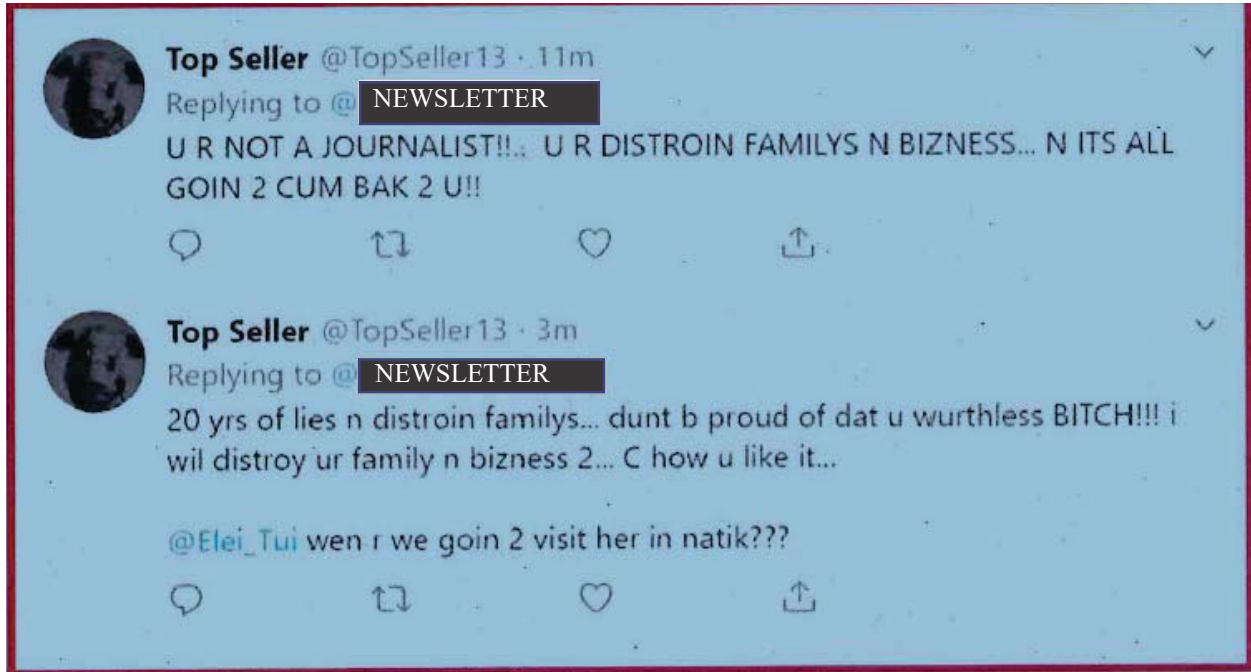 Top Seller @TopSeller13 · 11m
Replying to @ NEWSLETTER
U R NOT A JOURNALIST!!.. U R DISTROIN FAMILYS N BIZNESS... N ITS ALL
GOIN 2 CUM BAK 2 U!!
Top Seller @TopSeller13 · 3m
Replying to @ NEWSLETTER
20 yrs of lies n distroin familys... dunt b proud of dat u wurthless BITCH!!! i
wil distroy ur family n bizness 2... C how u like it...
@Elei_Tui wen r we goin 2 visit her in natik???